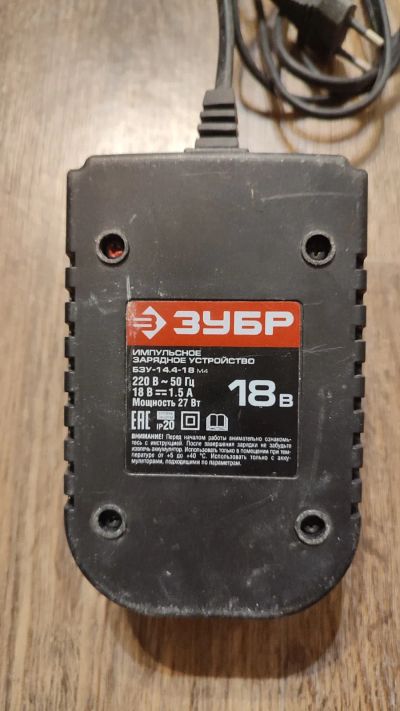 ЗУБР
ИМПУЛЬСНОЕ
ЗАРЯДНОЕ УСТРОЙСТВО
БЗУ-14.4-18 М4
220 В ~ 50 Гц
18 В ⎓ 1.5 А
Мощность 27 Вт
18 В
EAC IP20
ВНИМАНИЕ! Перед началом работы внимательно ознакомь-
тесь с инструкцией. После завершения зарядки не забудьте
извлечь аккумулятор. Использовать только в помещении при тем-
пературе от +5 до +40 °С. Использовать только с акку-
муляторами, подходящими по параметрам.